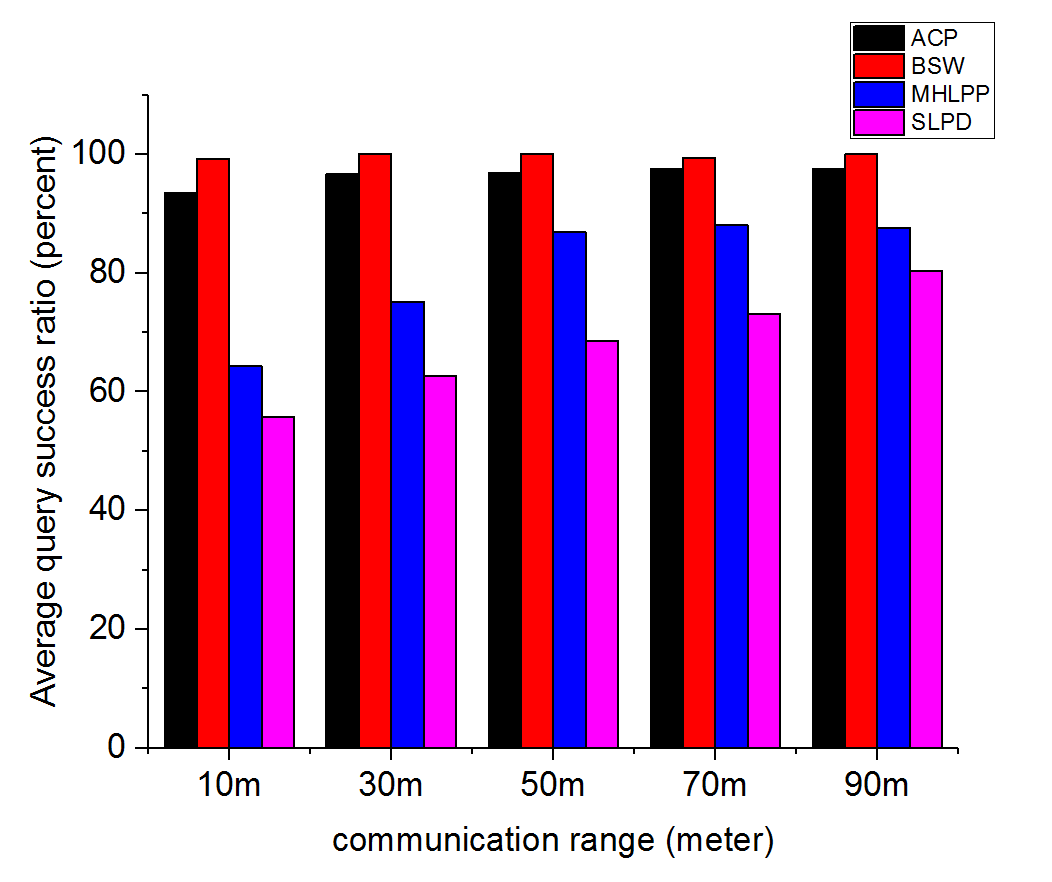 ACP
BSW
MHLPP
SLPD
Average query success ratio (percent)
100
80
60
40
20
0
10m 30m 50m 70m 90m
communication range (meter)